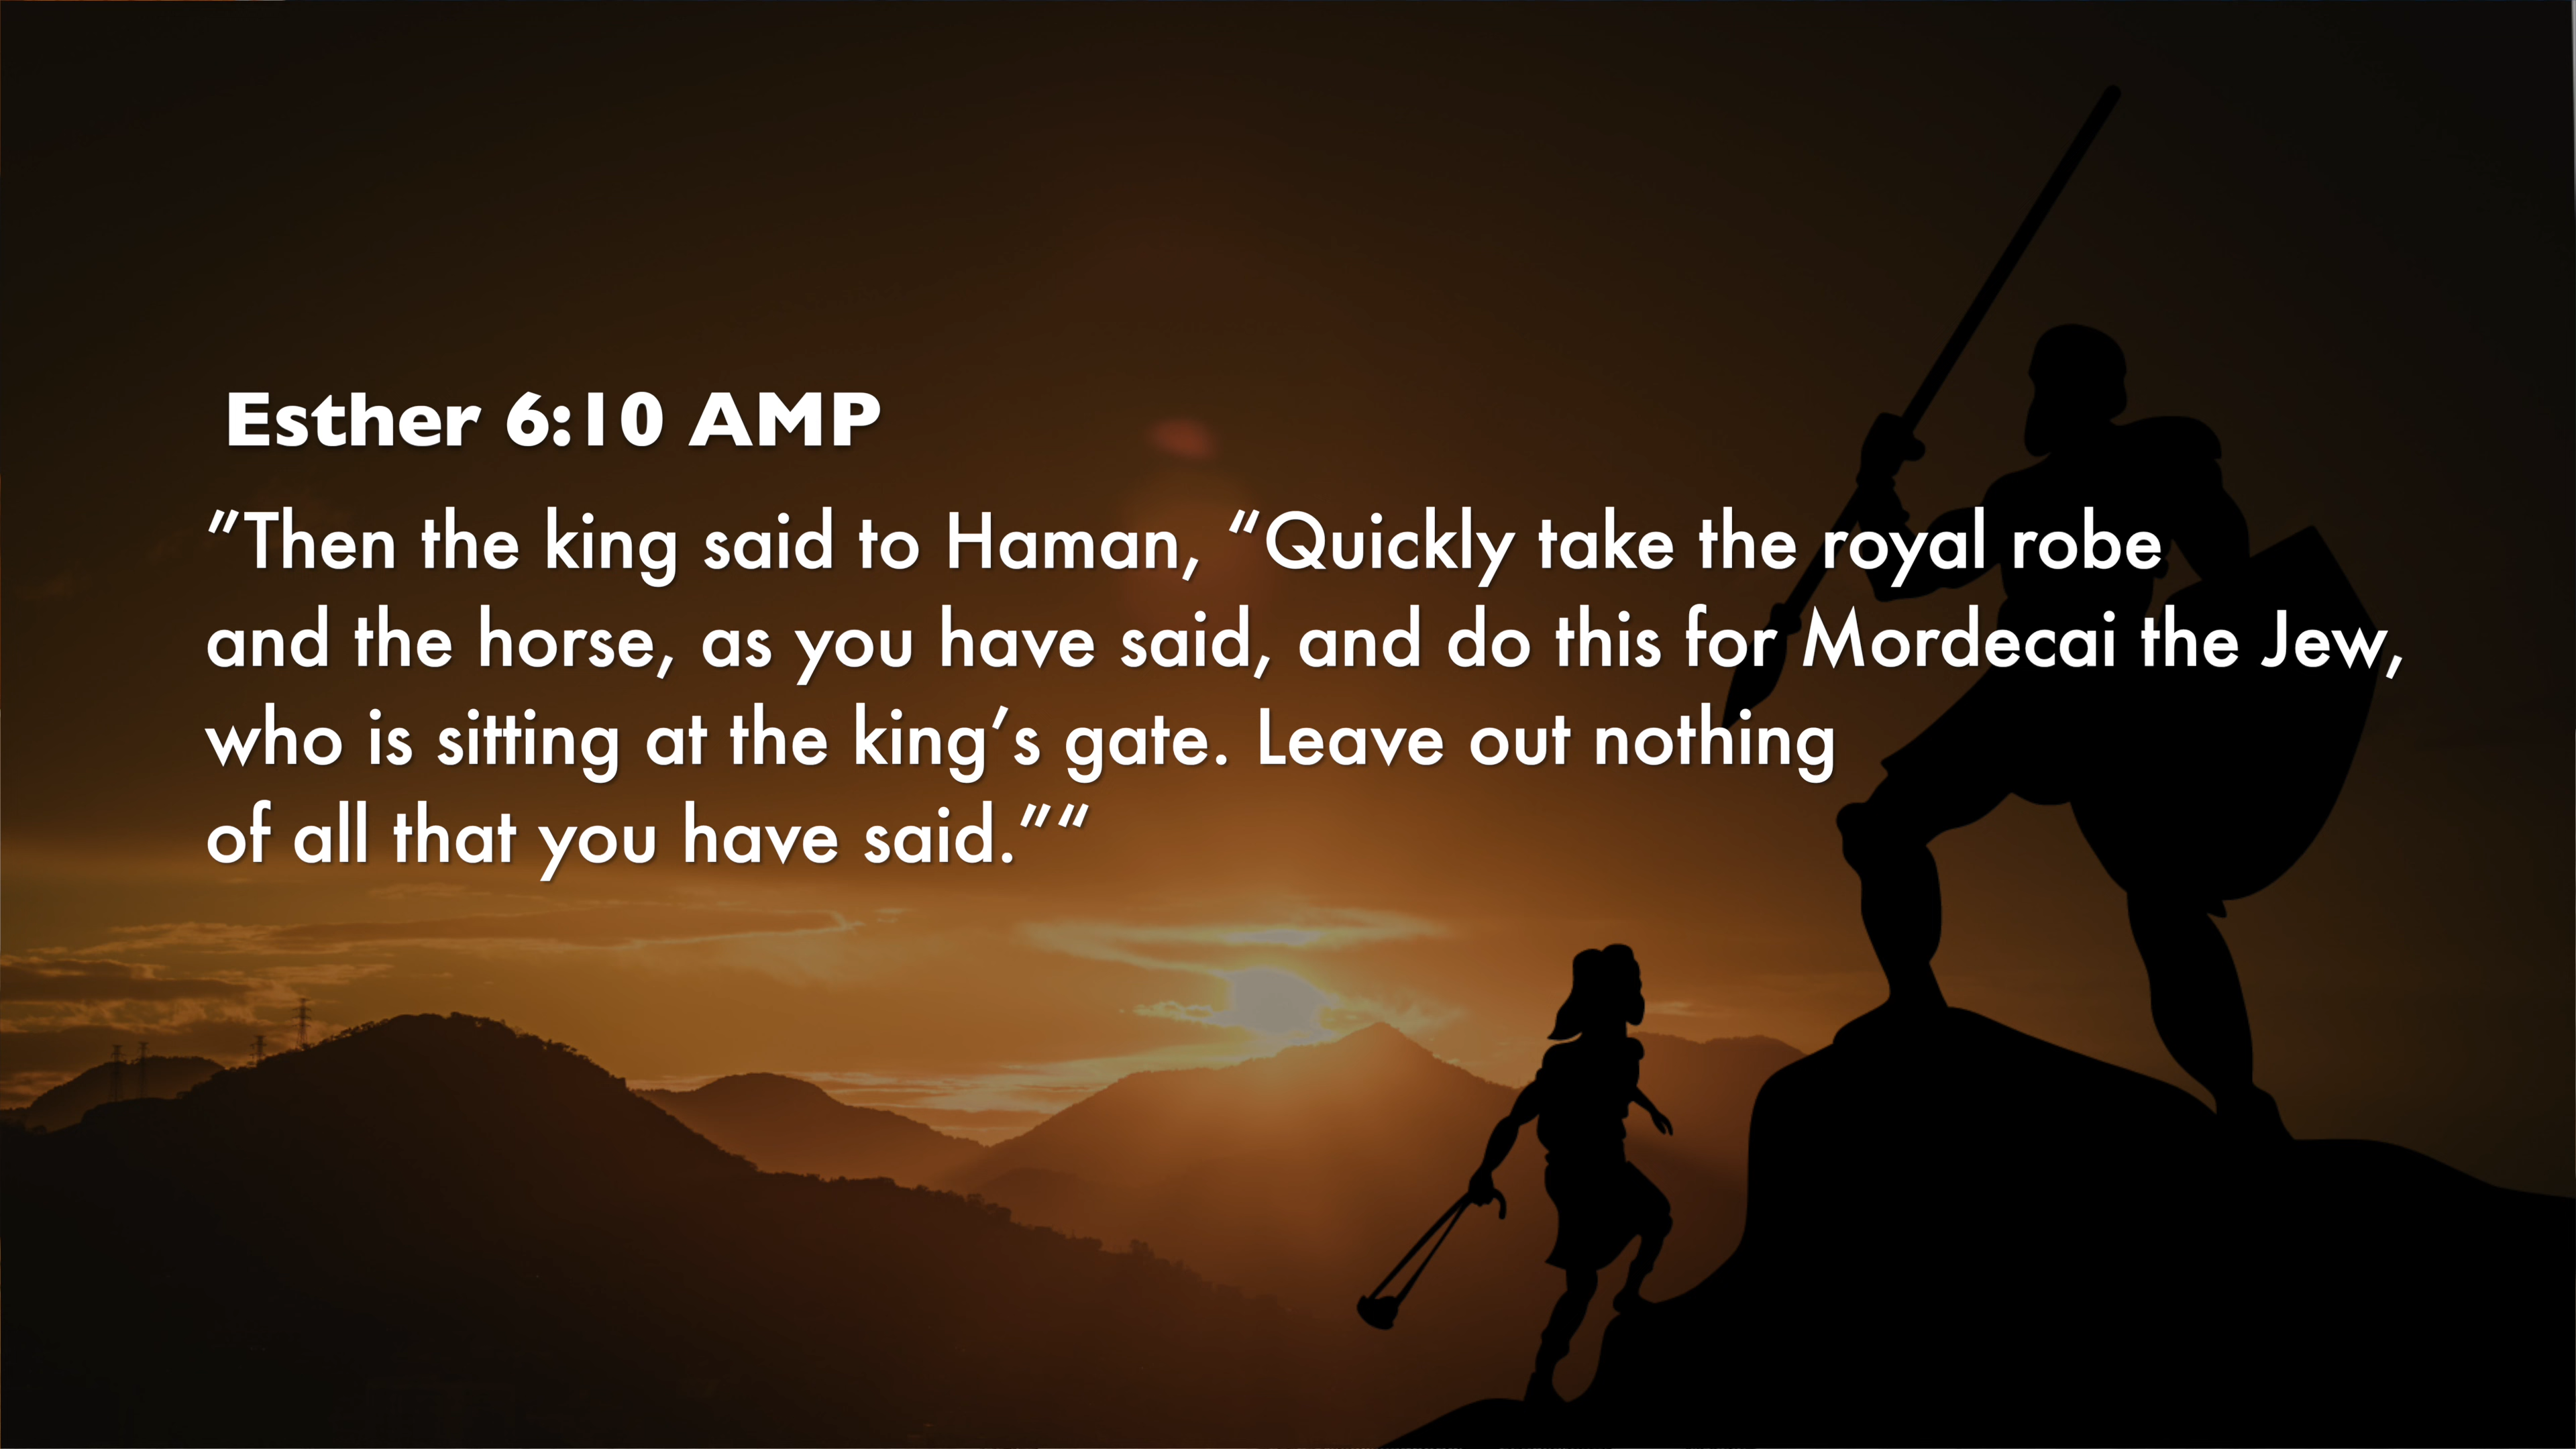 Esther 6:10 AMP
”Then the king said to Haman, “Quickly take the royal robe
and the horse, as you have said, and do this for Mordecai the Jew,
who is sitting at the king’s gate. Leave out nothing
of all that you have said.”“